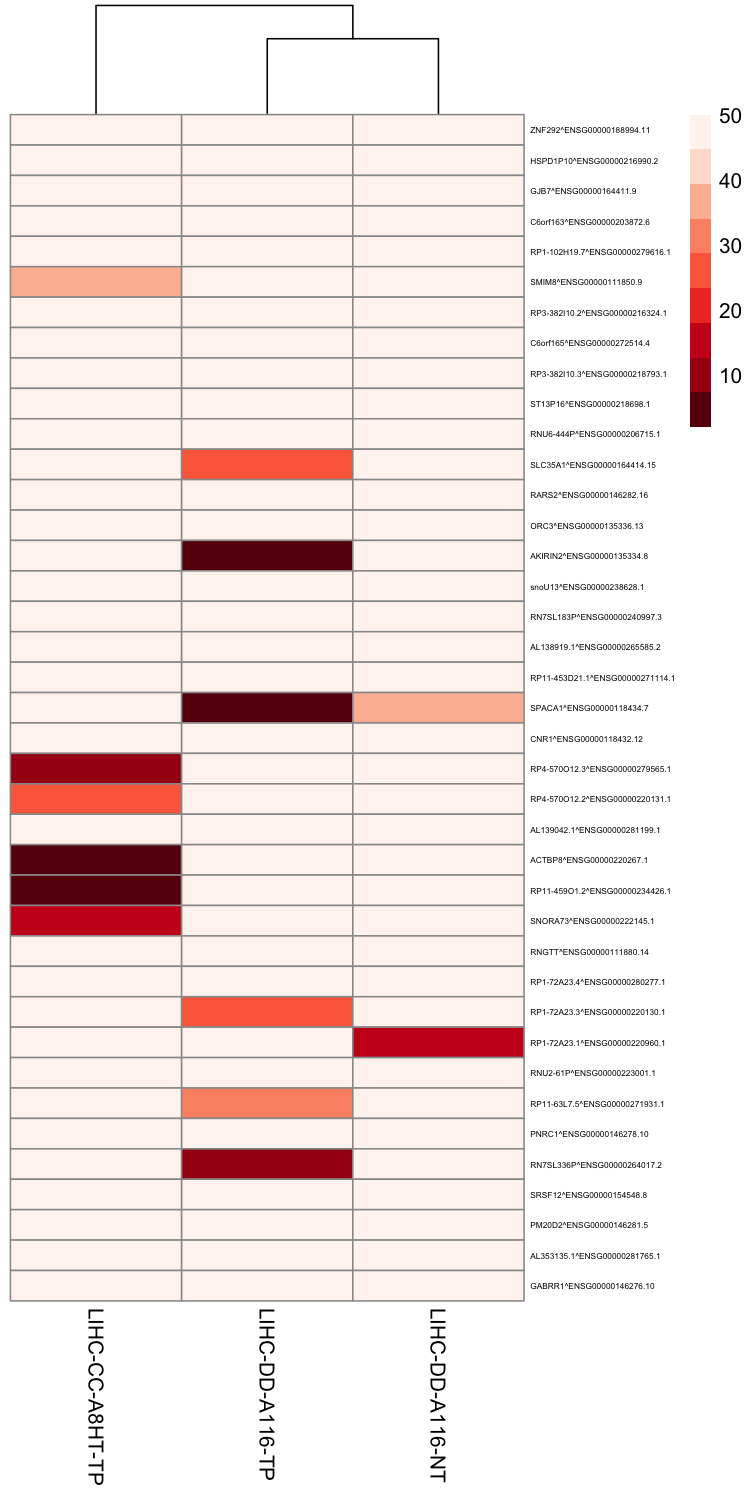 50
40
30
20
10
ZNF292^ENSG00000188994.11
HSPD1P10^ENSG00000216990.2
GJB7^ENSG00000164411.9
C6orf163^ENSG00000203872.6
RP1-102H19.7^ENSG00000279616.1
SMIM8^ENSG00000111850.9
RP3-382I10.2^ENSG00000216324.1
C6orf165^ENSG00000272514.4
RP3-382I10.3^ENSG00000218793.1
ST13P16^ENSG00000218698.1
RNU6-444P^ENSG00000206715.1
SLC35A1^ENSG00000164414.15
RARS2^ENSG00000146282.16
ORC3^ENSG00000135336.13
AKIRIN2^ENSG00000135334.8
snoU13^ENSG00000238628.1
RN7SL183P^ENSG00000240997.3
AL138919.1^ENSG00000265585.2
RP11-453D21.1^ENSG00000271114.1
SPACA1^ENSG00000118434.7
CNR1^ENSG00000118432.12
RP4-570O12.3^ENSG00000279565.1
RP4-570O12.2^ENSG00000220131.1
AL139042.1^ENSG00000281199.1
ACTBP8^ENSG00000220267.1
RP11-459O1.2^ENSG00000234426.1
SNORA73^ENSG00000222145.1
RNGTT^ENSG00000111880.14
RP1-72A23.4^ENSG00000280277.1
RP1-72A23.3^ENSG00000220130.1
RP1-72A23.1^ENSG00000220960.1
RNU2-61P^ENSG00000223001.1
RP11-63L7.5^ENSG00000271931.1
PNRC1^ENSG00000146278.10
RN7SL336P^ENSG00000264017.2
SRSF12^ENSG00000154548.8
PM20D2^ENSG00000146281.5
AL353135.1^ENSG00000281765.1
GABRR1^ENSG00000146276.10
LIHC-CC-A8HT-TP
LIHC-DD-A116-TP
LIHC-DD-A116-NT